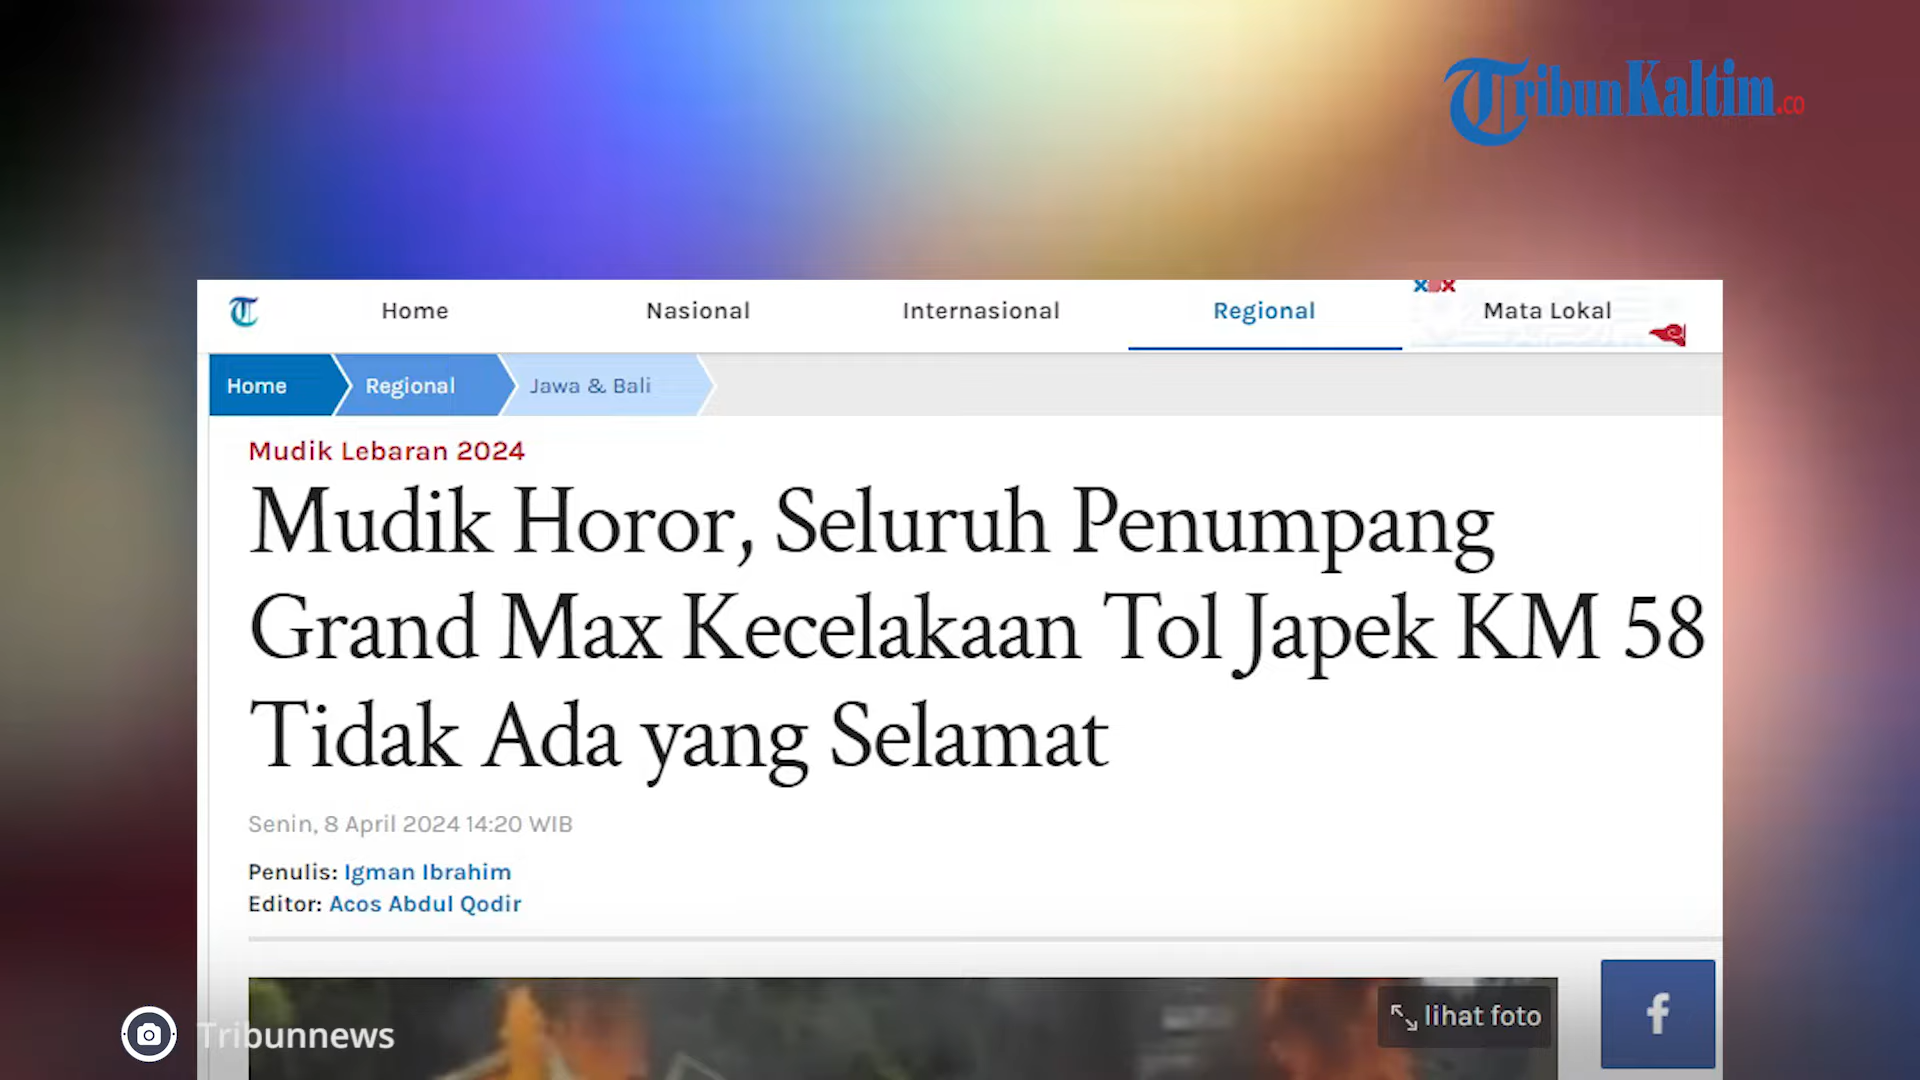 TribunKaltim.co
Home Nasional Internasional Regional Mata Lokal
Home Regional Jawa & Bali
Mudik Lebaran 2024
Mudik Horor, Seluruh Penumpang
Grand Max Kecelakaan Tol Japek KM 58
Tidak Ada yang Selamat
Senin, 8 April 2024 14:20 WIB
Penulis: Igman Ibrahim
Editor: Acos Abdul Qodir
lihat foto
Tribunnews